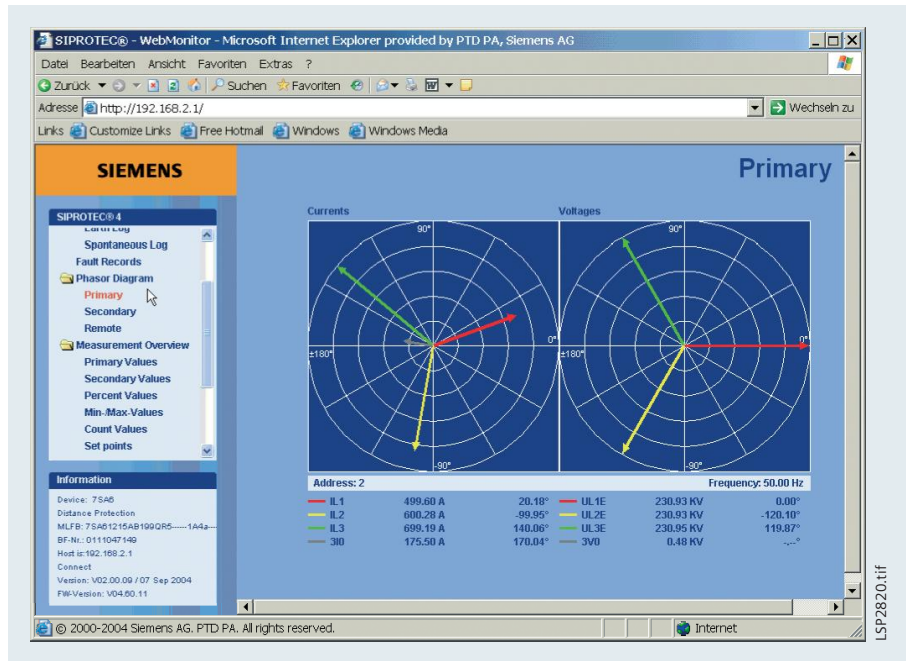 SIPROTEC® - WebMonitor - Microsoft Internet Explorer provided by PTD PA, Siemens AG
Datei Bearbeiten Ansicht Favoriten Extras ?
Zurück Suchen Favoriten
Adresse http://192.168.2.1/ Wechseln zu
Links Customize Links Free Hotmail Windows Windows Media
SIEMENS
Primary
SIPROTEC® 4
Earth Log
Spontaneous Log
Fault Records
Phasor Diagram
Primary
Secondary
Remote
Measurement Overview
Primary Values
Secondary Values
Percent Values
Min-/Max-Values
Count Values
Set points
Information
Device: 7SA6
Distance Protection
MLFB: 7SA61215AB199QR5------1A4a---
BF-Nr.: 0111047149
Host is:192.168.2.1
Connect
Version: V02.00.09 / 07 Sep 2004
FW-Version: V04.60.11
Currents
90°
0°
±180°
-90°
Voltages
90°
0°
±180°
-90°
Address: 2 Frequency: 50.00 Hz
IL1 499.60 A 20.18° UL1E 230.93 KV 0.00°
IL2 600.28 A -99.95° UL2E 230.93 KV -120.10°
IL3 699.19 A 140.06° UL3E 230.95 KV 119.87°
3I0 175.50 A 170.04° 3V0 0.48 KV -,--°
© 2000-2004 Siemens AG. PTD PA. All rights reserved. Internet
LSP2820.tif